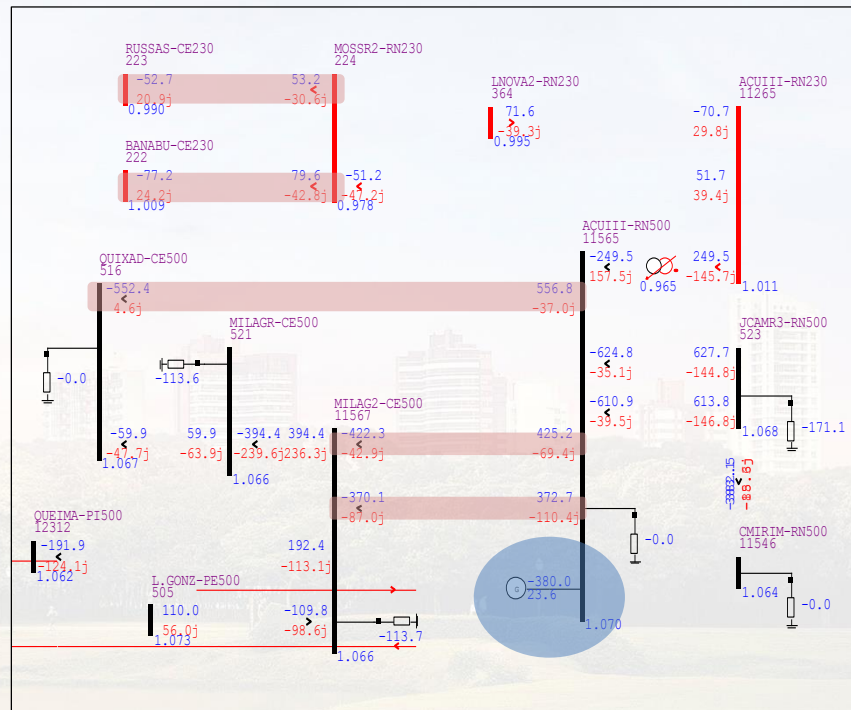 RUSSAS-CE230
223
-52.7
20.9j
0.990
MOSSR2-RN230
224
53.2
-30.6j
BANABU-CE230
222
-77.2
24.2j
1.009
79.6
-42.8j
-51.2
-47.2j
0.978
LNOVA2-RN230
364
71.6
-39.3j
0.995
ACUIII-RN230
11265
-70.7
29.8j
51.7
39.4j
249.5
-145.7j
1.011
ACUIII-RN500
11565
-249.5
157.5j
0.965
QUIXAD-CE500
516
-552.4
4.6j
556.8
-37.0j
-0.0
-59.9
-47.7j
1.067
MILAGR-CE500
521
-113.6
59.9
-63.9j
-394.4
-239.6j
1.066
394.4
236.3j
MILAG2-CE500
11567
-422.3
-42.9j
425.2
-69.4j
-370.1
-87.0j
372.7
-110.4j
-624.8
-35.1j
-610.9
-39.5j
JCAMR3-RN500
523
627.7
-144.8j
613.8
-146.8j
1.068
-171.1
-0.0
CMIRIM-RN500
11546
1.064
-0.0
QUEIMA-PI500
12312
-191.9
-124.1j
1.062
192.4
-113.1j
L.GONZ-PE500
505
110.0
56.0j
1.073
-109.8
-98.6j
-113.7
1.066
G
-380.0
23.6
1.070